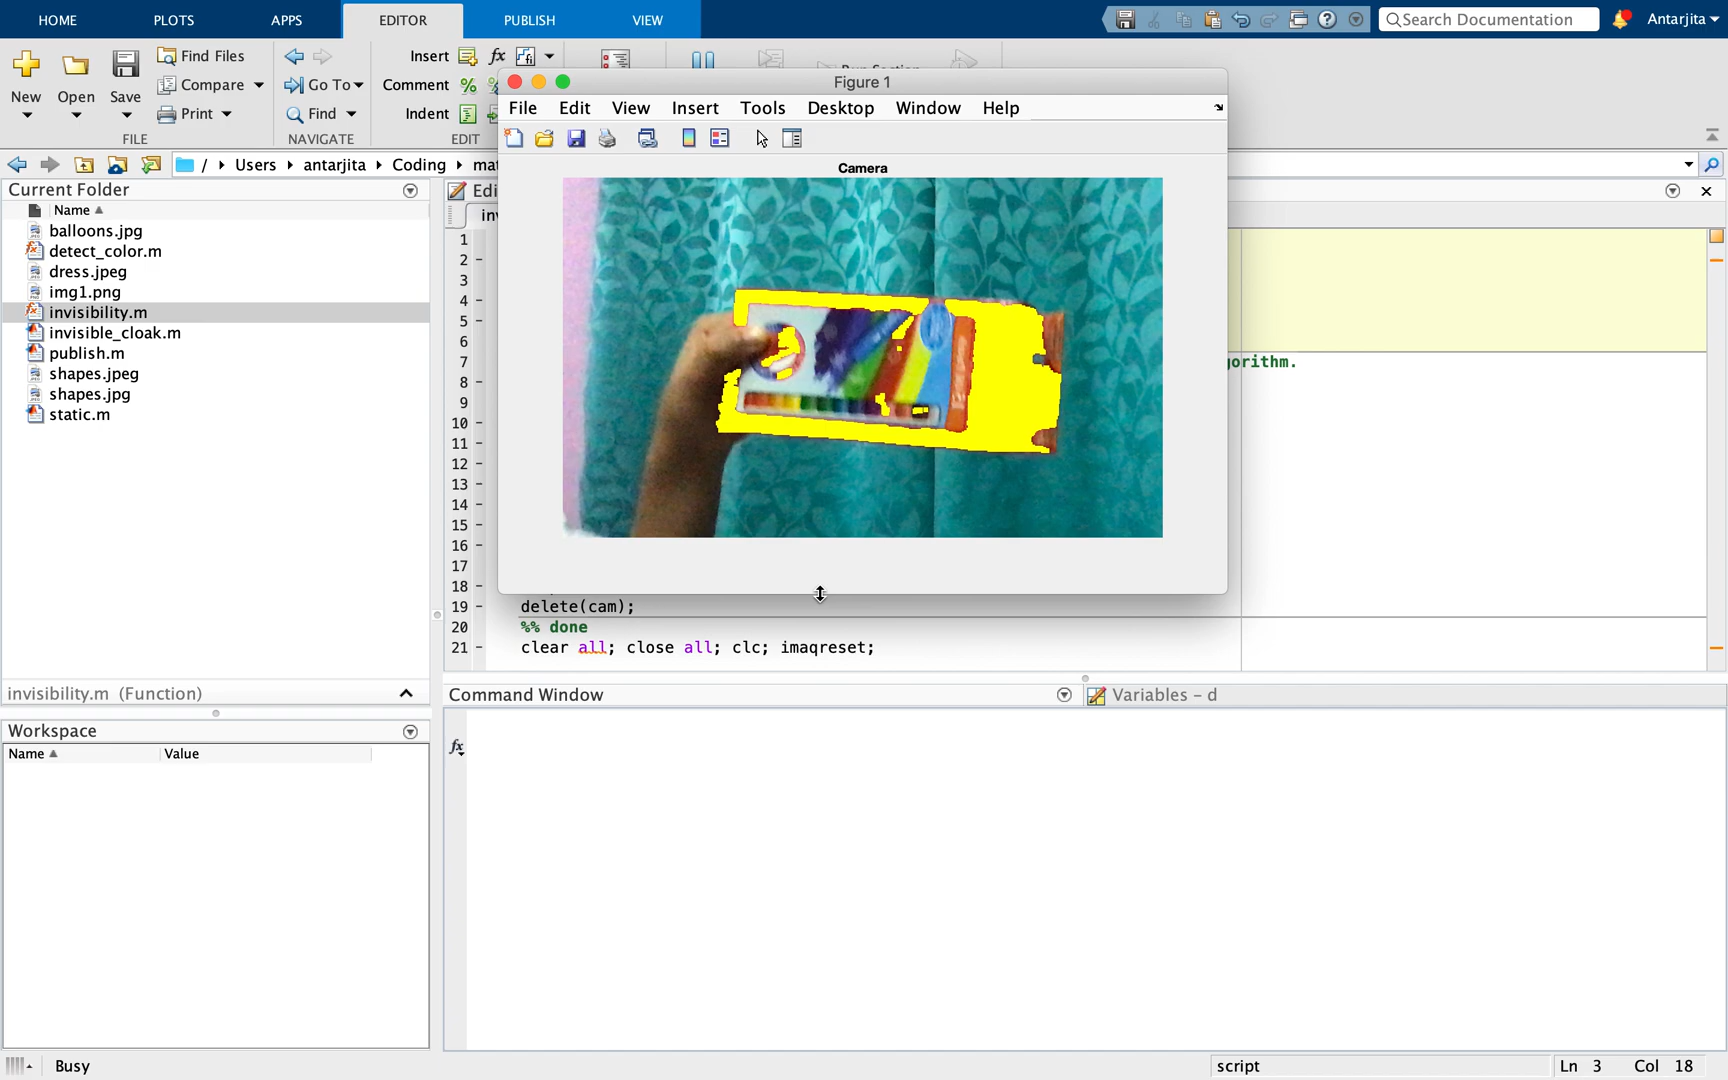 HOME PLOTS APPS EDITOR PUBLISH VIEW
Search Documentation
Antarjita
New
Open
Save
Find Files
Compare
Print
FILE
Go To
Find
NAVIGATE
Insert fx
Comment %
Indent
EDIT
Figure 1
File Edit View Insert Tools Desktop Window Help
/ Users antarjita Coding
Current Folder
Name
balloons.jpg
detect_color.m
dress.jpeg
img1.png
invisibility.m
invisible_cloak.m
publish.m
shapes.jpeg
shapes.jpg
static.m
invisibility.m (Function)
Workspace
Name Value
Camera
1
2 -
3
4 -
5 -
6
7
8 -
9
10 -
11 -
12 -
13 -
14 -
15 -
16 -
17
18 -
19 - delete(cam);
20 %% done
21 - clear all; close all; clc; imaqreset;
Command Window
Variables - d
fx
Busy
script
Ln 3 Col 18